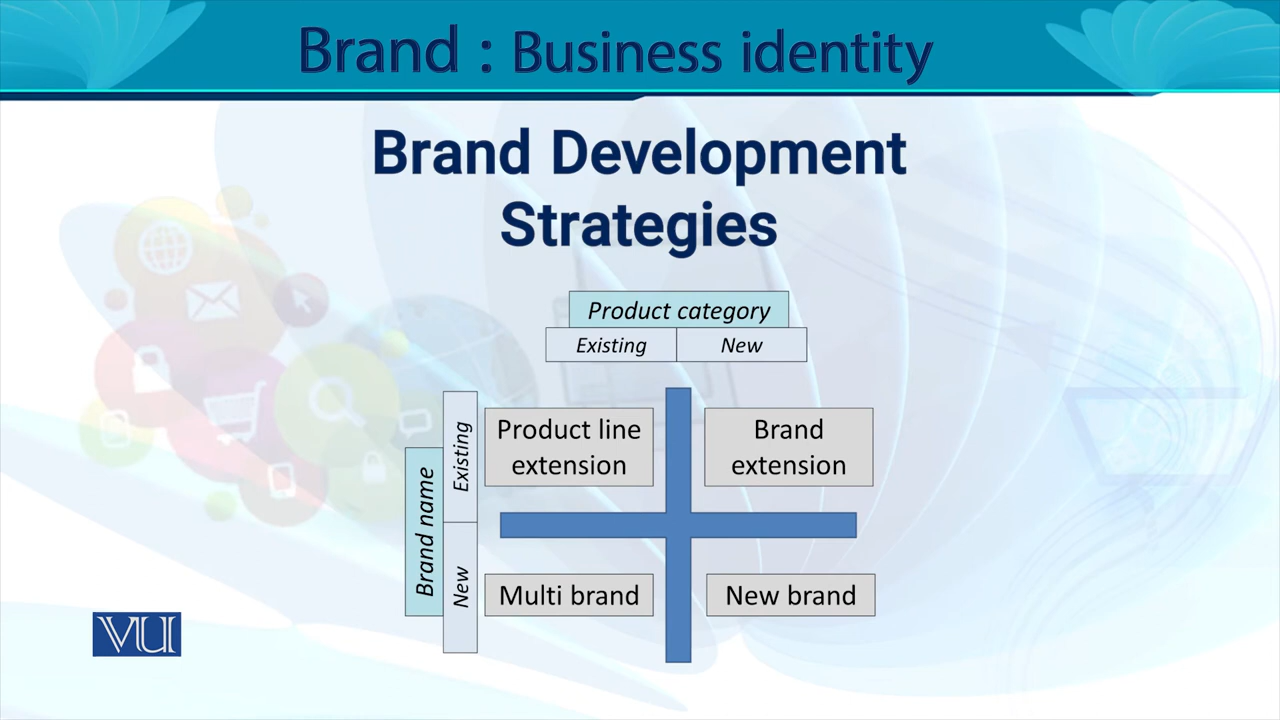 Brand : Business identity
Brand Development
Strategies
Product category
Existing New
Brand name
Existing
New
Product line
extension
Brand
extension
Multi brand
New brand
VU